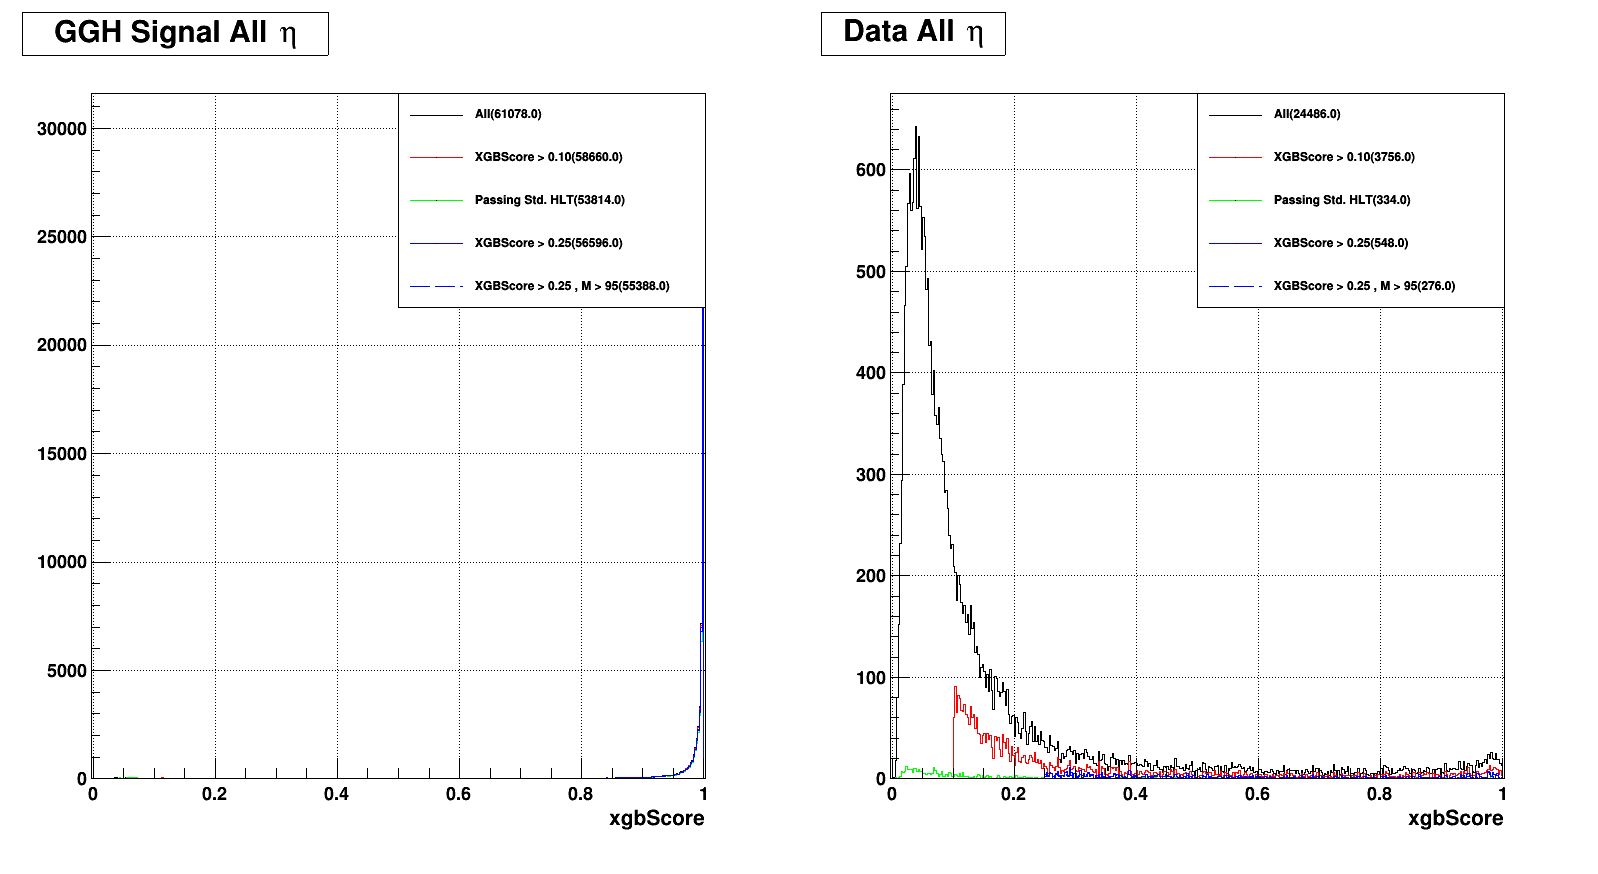 GGH Signal All η
All(61078.0)
XGBScore > 0.10(58660.0)
Passing Std. HLT(53814.0)
XGBScore > 0.25(56596.0)
XGBScore > 0.25 , M > 95(55388.0)
30000
25000
20000
15000
10000
5000
0
0 0.2 0.4 0.6 0.8 1
xgbScore
Data All η
All(24486.0)
XGBScore > 0.10(3756.0)
Passing Std. HLT(334.0)
XGBScore > 0.25(548.0)
XGBScore > 0.25 , M > 95(276.0)
600
500
400
300
200
100
0
0 0.2 0.4 0.6 0.8 1
xgbScore